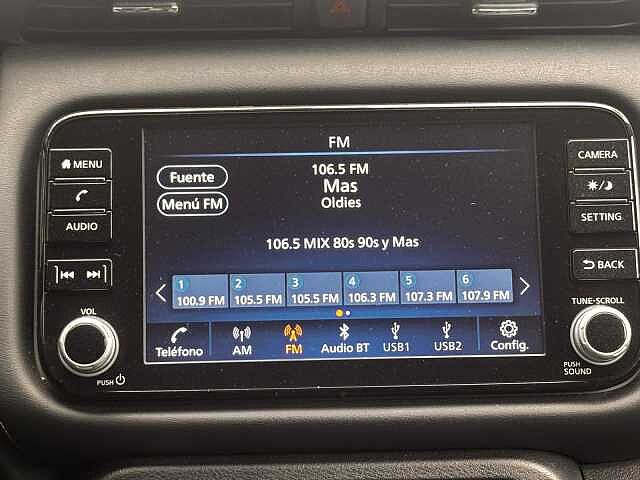 FM
106.5 FM
Mas
Oldies
Fuente
Menú FM
106.5 MIX 80s 90s y Mas
1 2 3 4 5 6
100.9 FM 105.5 FM 105.5 FM 106.3 FM 107.3 FM 107.9 FM
Teléfono AM FM Audio BT USB1 USB2 Config.
MENU
AUDIO
VOL
PUSH
CAMERA
SETTING
BACK
TUNE-SCROLL
PUSH
SOUND